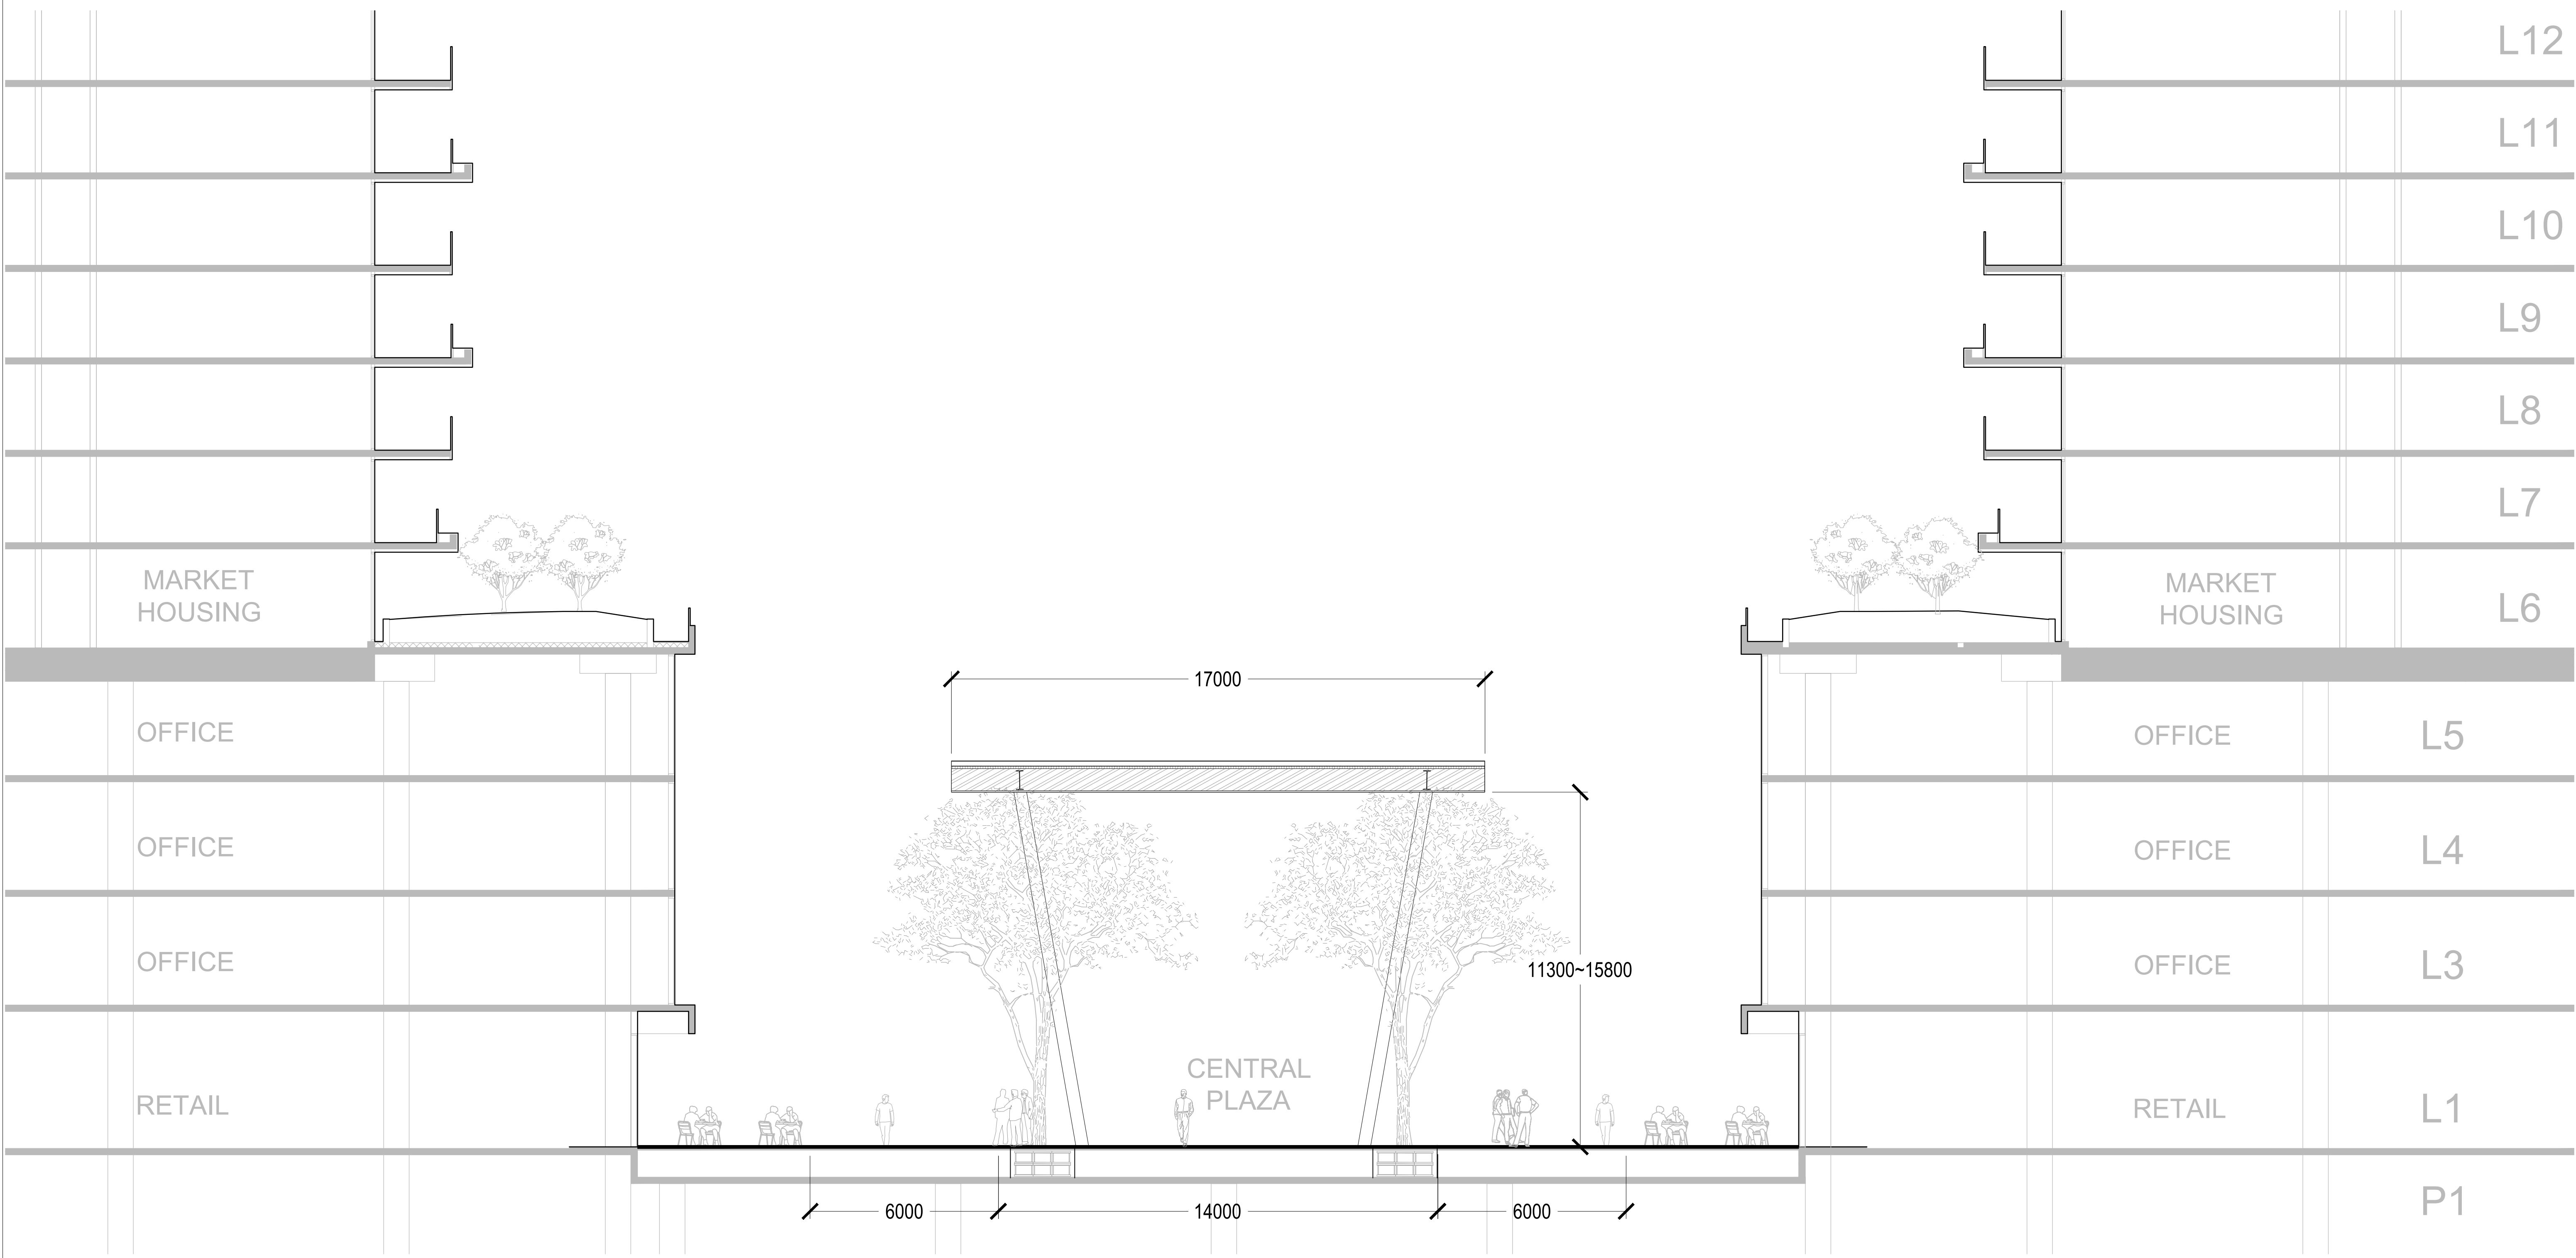 L12
L11
L10
L9
L8
L7
MARKET
HOUSING
MARKET
HOUSING
L6
17000
OFFICE
OFFICE
L5
OFFICE
OFFICE
L4
OFFICE
OFFICE
L3
11300~15800
CENTRAL
PLAZA
RETAIL
RETAIL
L1
P1
6000
14000
6000